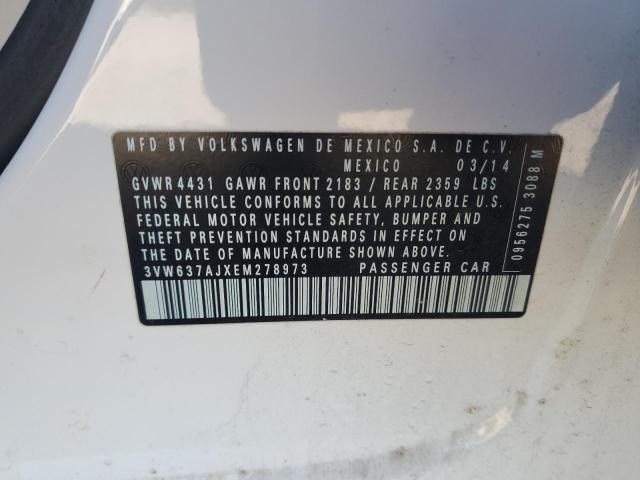 MFD BY VOLKSWAGEN DE MEXICO S.A. DE C.V.
MEXICO 03/14
GVWR 4431 GAWR FRONT 2183 / REAR 2359 LBS
THIS VEHICLE CONFORMS TO ALL APPLICABLE U.S.
FEDERAL MOTOR VEHICLE SAFETY, BUMPER AND
THEFT PREVENTION STANDARDS IN EFFECT ON
THE DATE OF MANUFACTURE SHOWN ABOVE.
3VW637AJXEM278973 PASSENGER CAR
0956275 3088 M